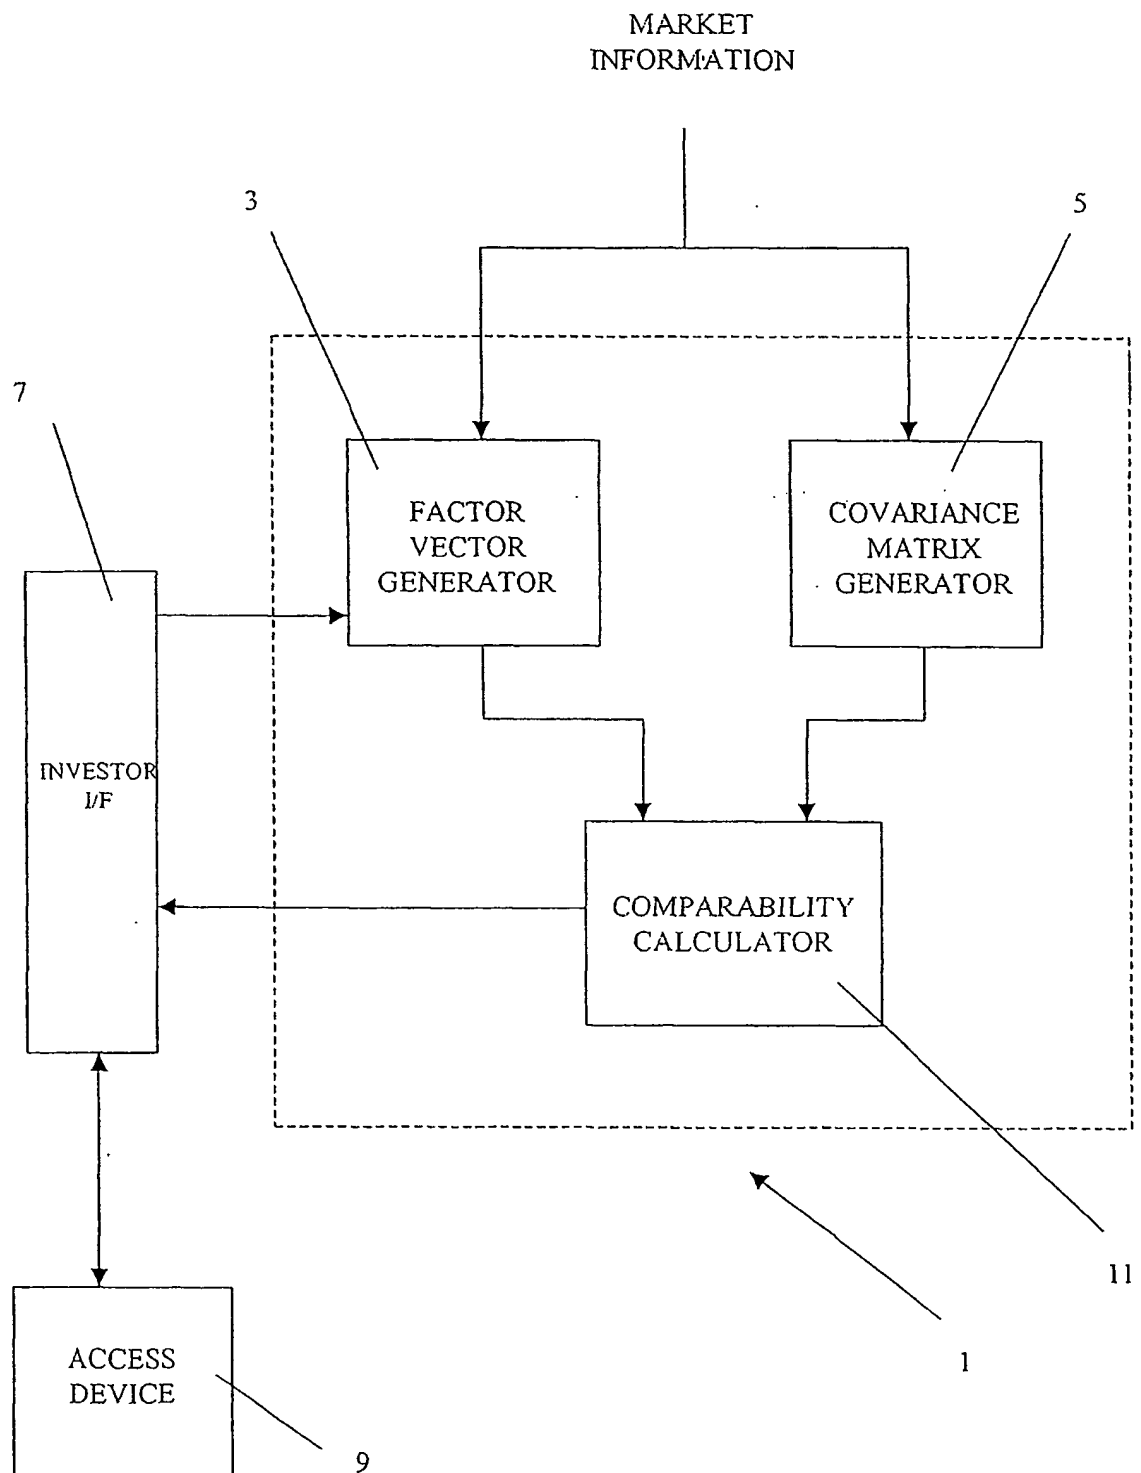 MARKET
INFORMATION
3
5
7
FACTOR
VECTOR
GENERATOR
COVARIANCE
MATRIX
GENERATOR
INVESTOR
I/F
COMPARABILITY
CALCULATOR
11
1
ACCESS
DEVICE
9